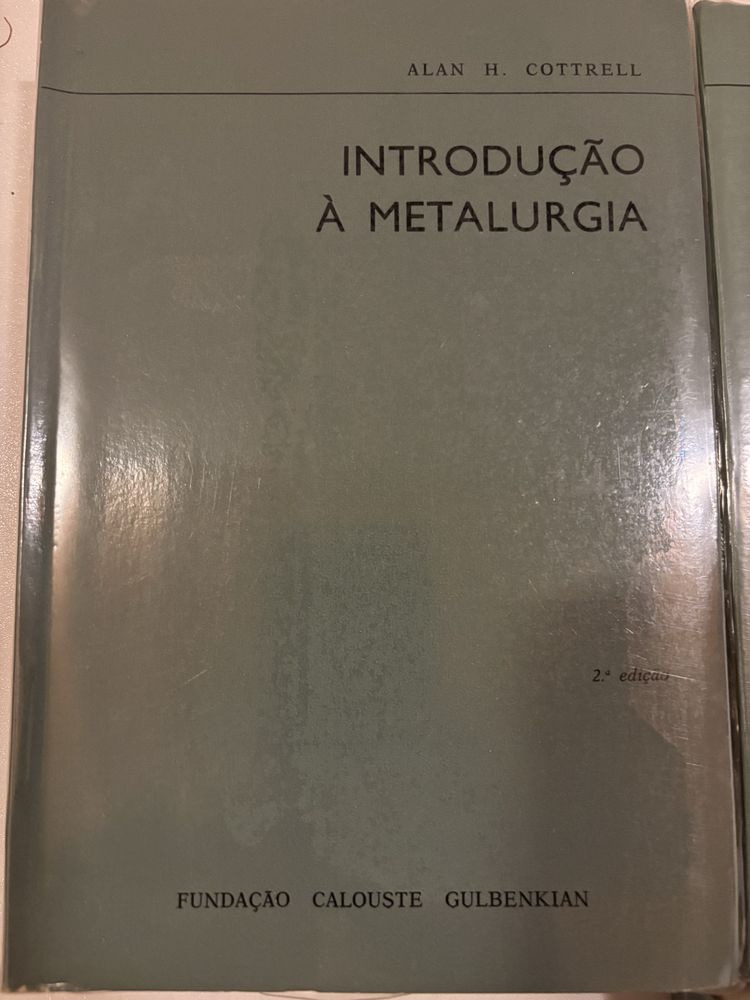 ALAN H. COTTRELL
INTRODUÇÃO
À METALURGIA
2.ª edição
FUNDAÇÃO CALOUSTE GULBENKIAN